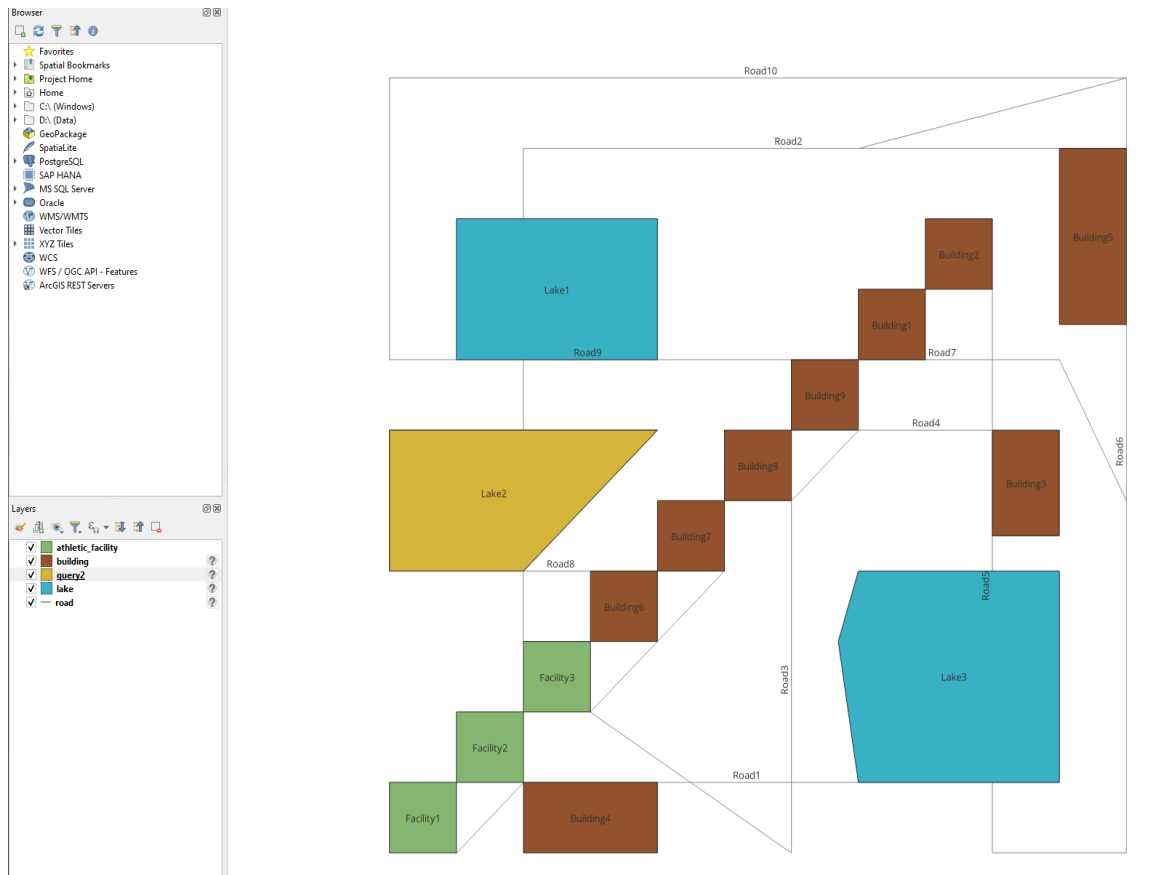 Browser
Favorites
Spatial Bookmarks
Project Home
Home
C:\ (Windows)
D:\ (Data)
GeoPackage
SpatiaLite
PostgreSQL
SAP HANA
MS SQL Server
Oracle
WMS/WMTS
Vector Tiles
XYZ Tiles
WCS
WFS / OGC API - Features
ArcGIS REST Servers
Layers
athletic_facility
building
query2
lake
road
Road10
Road2
Building5
Building2
Lake1
Building1
Road9
Road7
Building9
Road4
Road6
Building8
Building3
Lake2
Building7
Road8
Road5
Building6
Facility3
Road3
Lake3
Facility2
Road1
Facility1
Building4